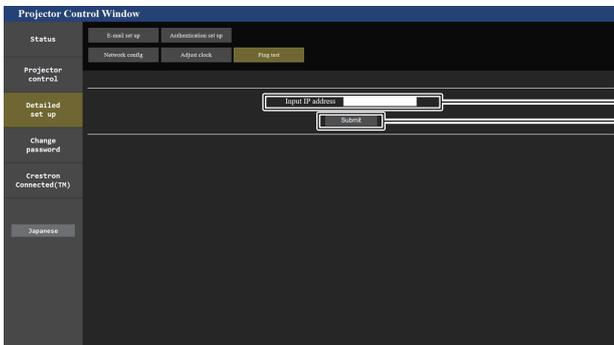 Projector Control Window
Status
Projector
control
Detailed
set up
Change
password
Crestron
Connected(TM)
Japanese
E-mail set up
Authentication set up
Network config
Adjust clock
Ping test
Input IP address
Submit